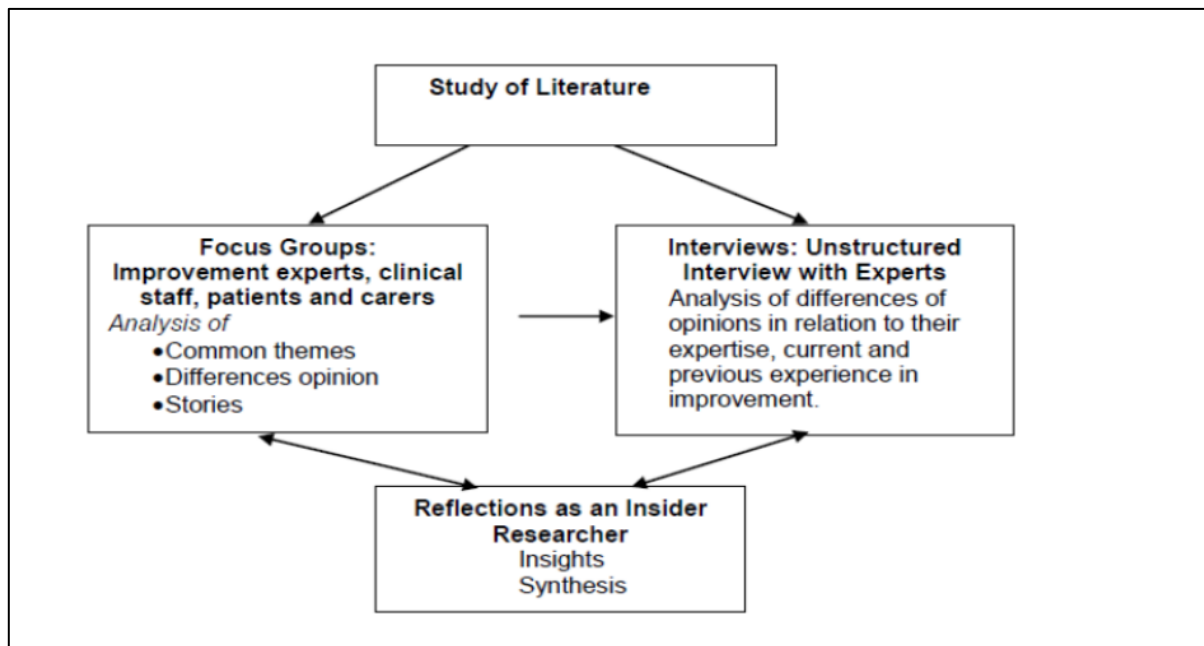 Study of Literature
Focus Groups:
Improvement experts, clinical
staff, patients and carers
Analysis of
•Common themes
•Differences opinion
•Stories
Interviews: Unstructured
Interview with Experts
Analysis of differences of
opinions in relation to their
expertise, current and
previous experience in
improvement.
Reflections as an Insider
Researcher
Insights
Synthesis